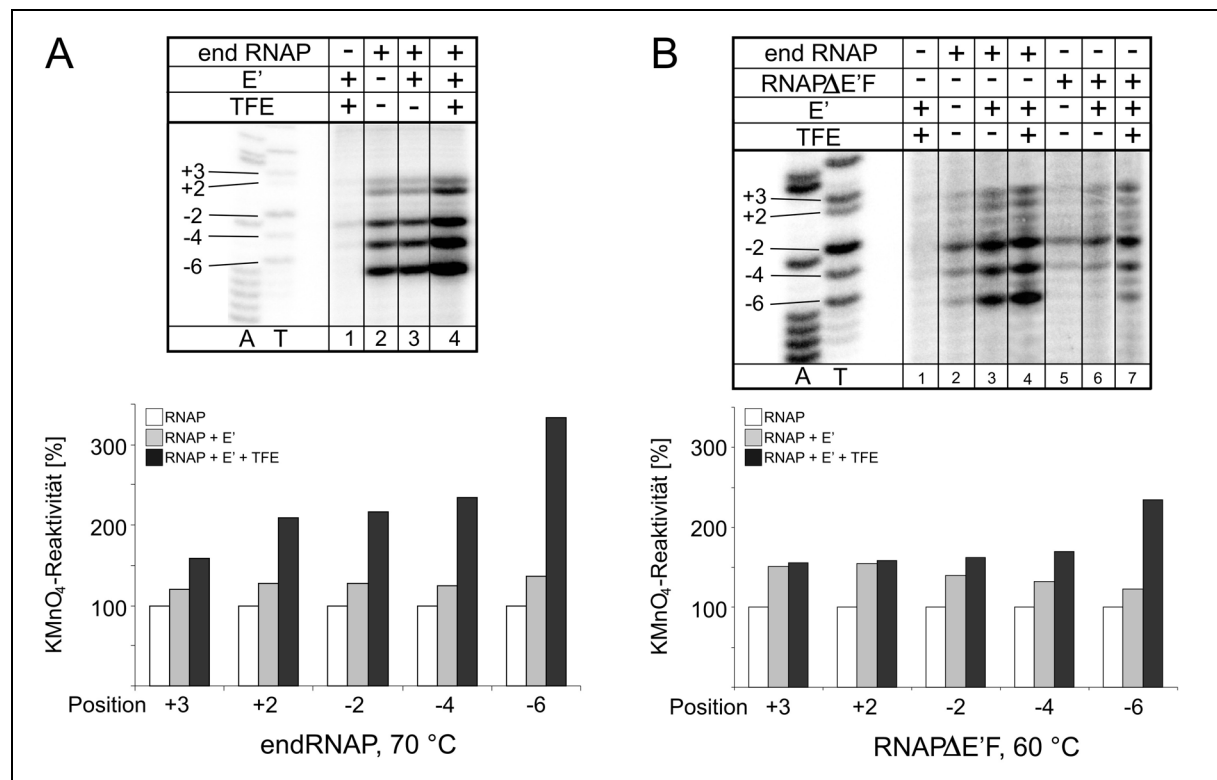 A
end RNAP - + + +
E' + - + +
TFE + - - +
+3
+2
-2
-4
-6
A T 1 2 3 4
KMnO4-Reaktivität [%]
300
200
100
RNAP
RNAP + E'
RNAP + E' + TFE
Position +3 +2 -2 -4 -6
endRNAP, 70 °C
B
end RNAP - + + + - - -
RNAPΔE'F - - - - + + +
E' + - + + - + +
TFE + - - + - - +
+3
+2
-2
-4
-6
A T 1 2 3 4 5 6 7
KMnO4-Reaktivität [%]
300
200
100
RNAP
RNAP + E'
RNAP + E' + TFE
Position +3 +2 -2 -4 -6
RNAPΔE'F, 60 °C